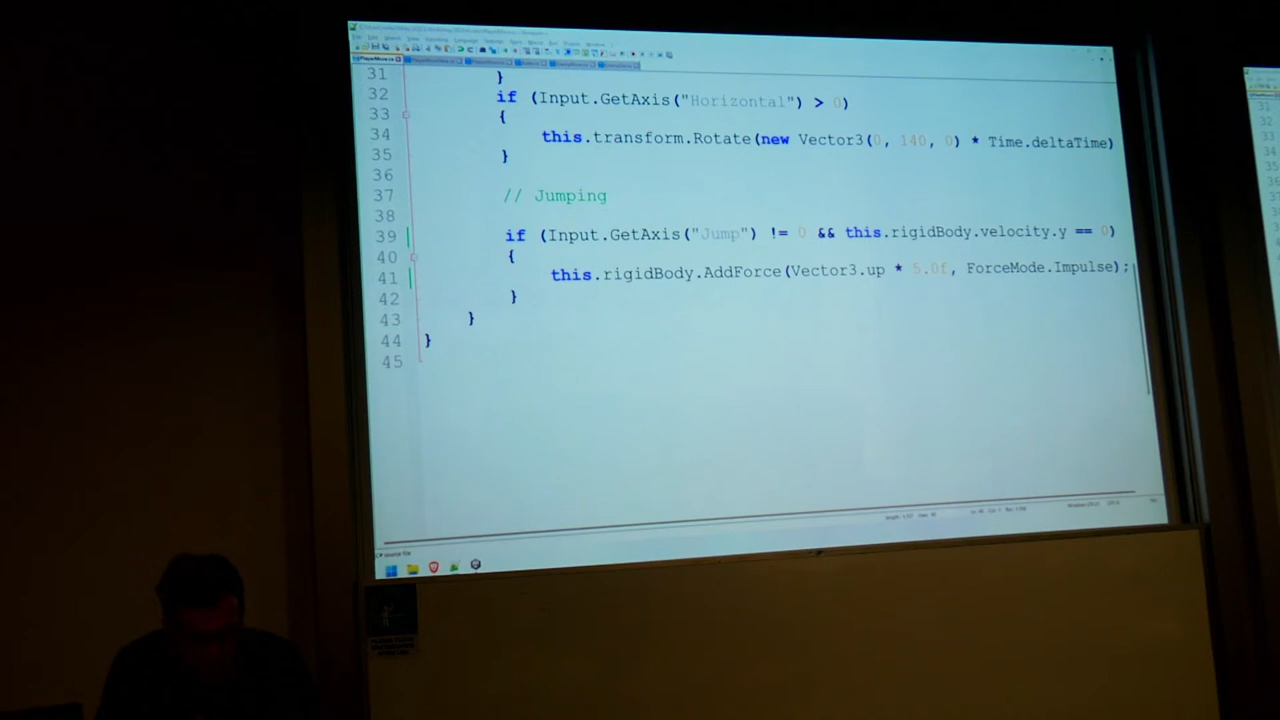 31 }
32 if (Input.GetAxis("Horizontal") > 0)
33 {
34 this.transform.Rotate(new Vector3(0, 140, 0) * Time.deltaTime)
35 }
36
37 // Jumping
38
39 if (Input.GetAxis("Jump") != 0 && this.rigidBody.velocity.y == 0)
40 {
41 this.rigidBody.AddForce(Vector3.up * 5.0f, ForceMode.Impulse);
42 }
43 }
44 }
45